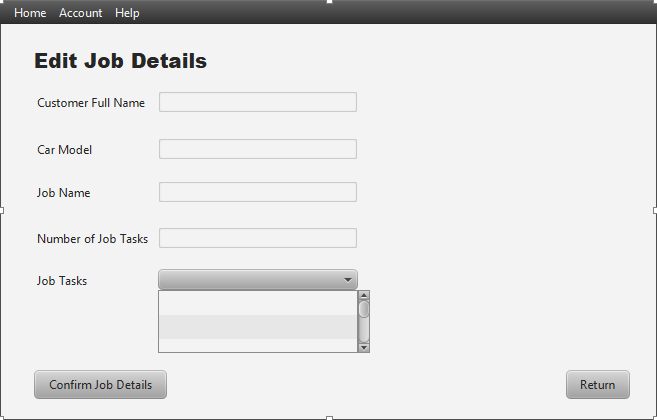 Home Account Help
Edit Job Details
Customer Full Name
Car Model
Job Name
Number of Job Tasks
Job Tasks
Confirm Job Details Return